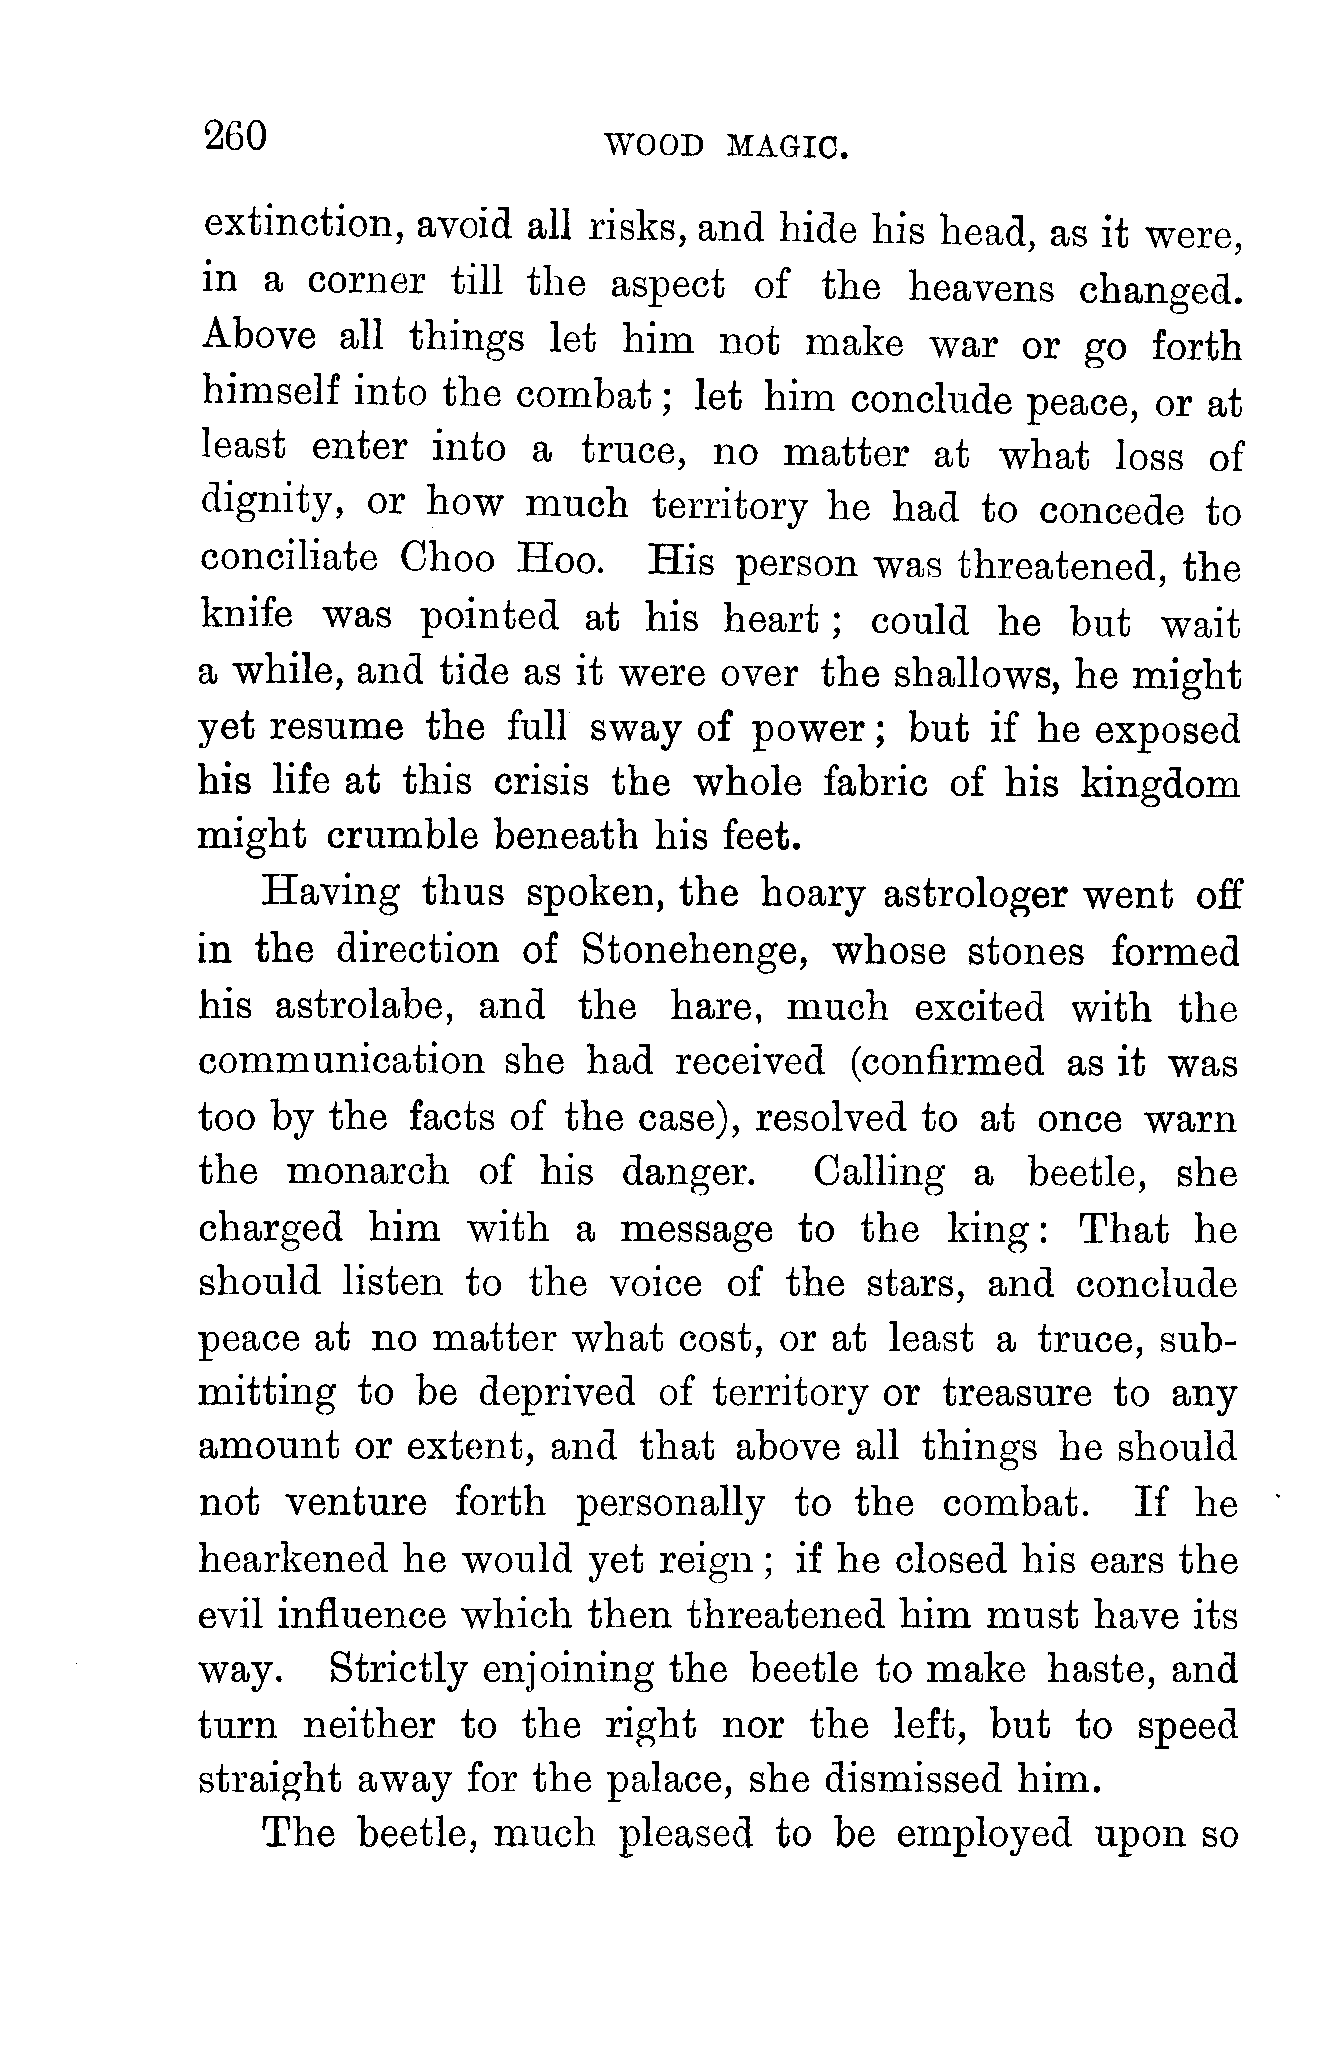 260
WOOD MAGIC.
extinction, avoid all risks, and hide his head, as it were,
in a corner till the aspect of the heavens changed.
Above all things let him not make war or go forth
himself into the combat; let him conclude peace, or at
least enter into a truce, no matter at what loss of
dignity, or how much territory he had to concede to
conciliate Choo Hoo. His person was threatened, the
knife was pointed at his heart; could he but wait
a while, and tide as it were over the shallows, he might
yet resume the full sway of power; but if he exposed
his life at this crisis the whole fabric of his kingdom
might crumble beneath his feet.
Having thus spoken, the hoary astrologer went off
in the direction of Stonehenge, whose stones formed
his astrolabe, and the hare, much excited with the
communication she had received (confirmed as it was
too by the facts of the case), resolved to at once warn
the monarch of his danger. Calling a beetle, she
charged him with a message to the king: That he
should listen to the voice of the stars, and conclude
peace at no matter what cost, or at least a truce, sub-
mitting to be deprived of territory or treasure to any
amount or extent, and that above all things he should
not venture forth personally to the combat. If he
hearkened he would yet reign; if he closed his ears the
evil influence which then threatened him must have its
way. Strictly enjoining the beetle to make haste, and
turn neither to the right nor the left, but to speed
straight away for the palace, she dismissed him.
The beetle, much pleased to be employed upon so